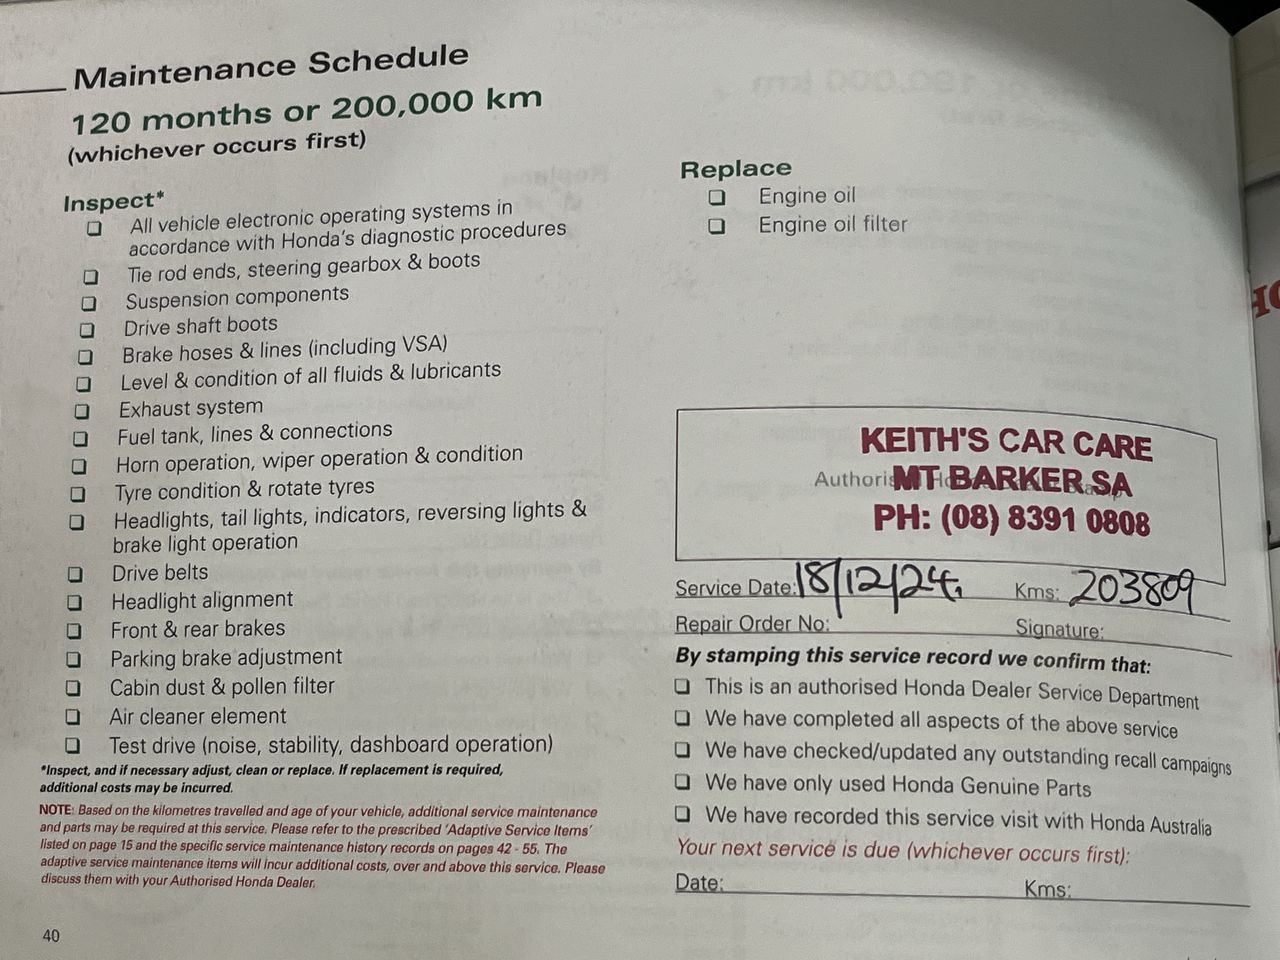 Maintenance Schedule
120 months or 200,000 km
(whichever occurs first)
Inspect*
All vehicle electronic operating systems in
accordance with Honda's diagnostic procedures
Tie rod ends, steering gearbox & boots
Suspension components
Drive shaft boots
Brake hoses & lines (including VSA)
Level & condition of all fluids & lubricants
Exhaust system
Fuel tank, lines & connections
Horn operation, wiper operation & condition
Tyre condition & rotate tyres
Headlights, tail lights, indicators, reversing lights &
brake light operation
Drive belts
Headlight alignment
Front & rear brakes
Parking brake adjustment
Cabin dust & pollen filter
Air cleaner element
Test drive (noise, stability, dashboard operation)
*Inspect, and if necessary adjust, clean or replace. If replacement is required,
additional costs may be incurred.
NOTE: Based on the kilometres travelled and age of your vehicle, additional service maintenance
and parts may be required at this service. Please refer to the prescribed 'Adaptive Service Items'
listed on page 15 and the specific service maintenance history records on pages 42 - 55. The
adaptive service maintenance items will incur additional costs, over and above this service. Please
discuss them with your Authorised Honda Dealer.
40
Replace
Engine oil
Engine oil filter
KEITH'S CAR CARE
MT BARKER SA
PH: (08) 8391 0808
Service Date: 18/12/24. Kms: 203809
Repair Order No: Signature:
By stamping this service record we confirm that:
This is an authorised Honda Dealer Service Department
We have completed all aspects of the above service
We have checked/updated any outstanding recall campaigns
We have only used Honda Genuine Parts
We have recorded this service visit with Honda Australia
Your next service is due (whichever occurs first):
Date: Kms: